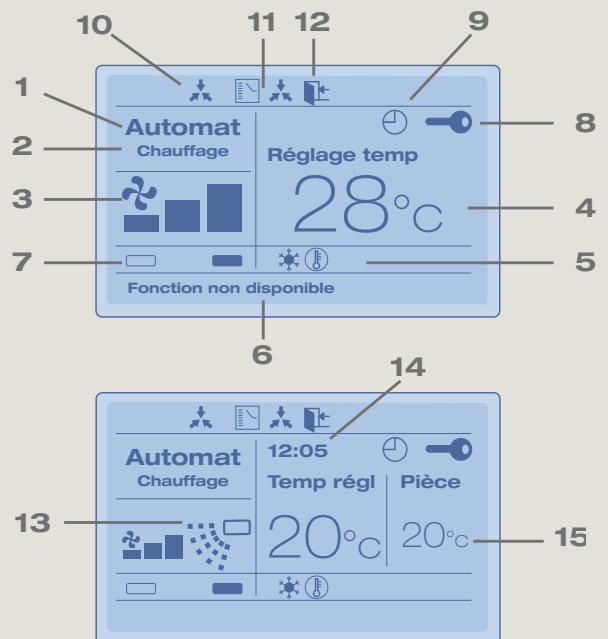 10 11 12 9
1 Automat
2 Chauffage
8
Réglage temp
3
28°C
4
7
5
Fonction non disponible
6
14
12:05
Automat
Chauffage
Temp régl Pièce
13
20°C 20°C
15